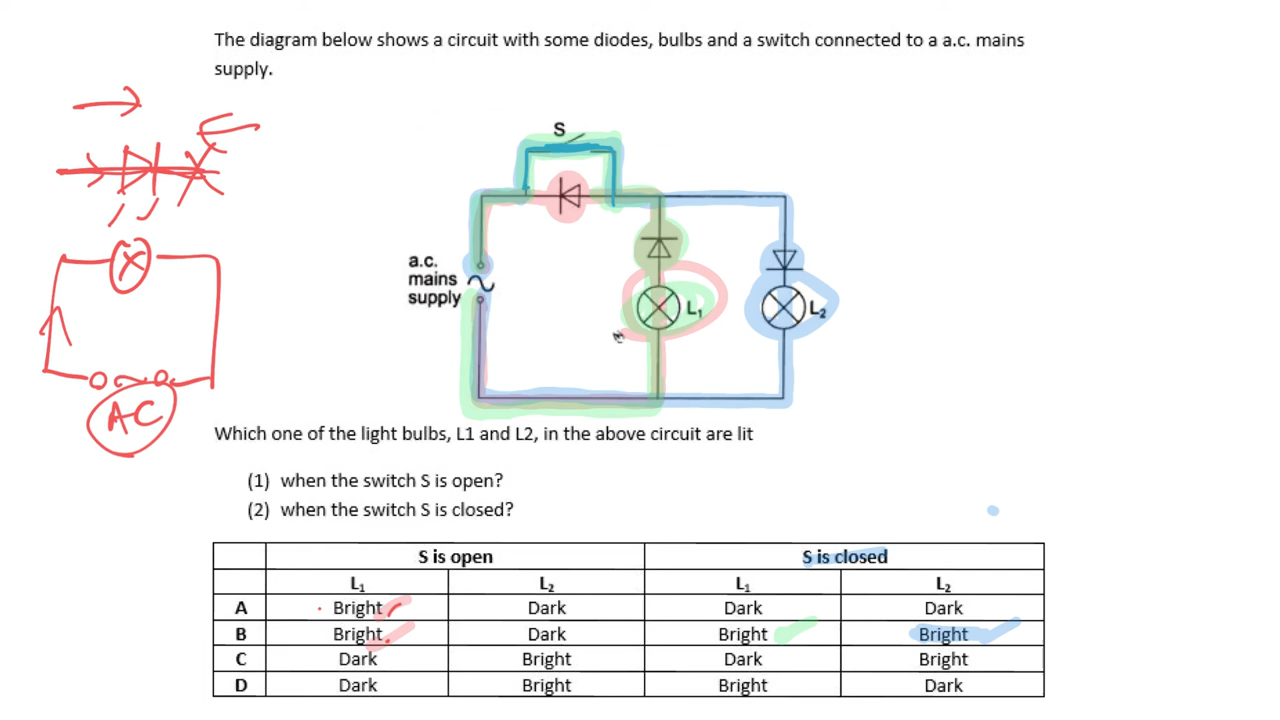 The diagram below shows a circuit with some diodes, bulbs and a switch connected to a a.c. mains
supply.
S
a.c.
mains
supply
L₁
L₂
AC
Which one of the light bulbs, L1 and L2, in the above circuit are lit
(1) when the switch S is open?
(2) when the switch S is closed?
S is open S is closed
L₁ L₂ L₁ L₂
A Bright Dark Dark Dark
B Bright Dark Bright Bright
C Dark Bright Dark Bright
D Dark Bright Bright Dark